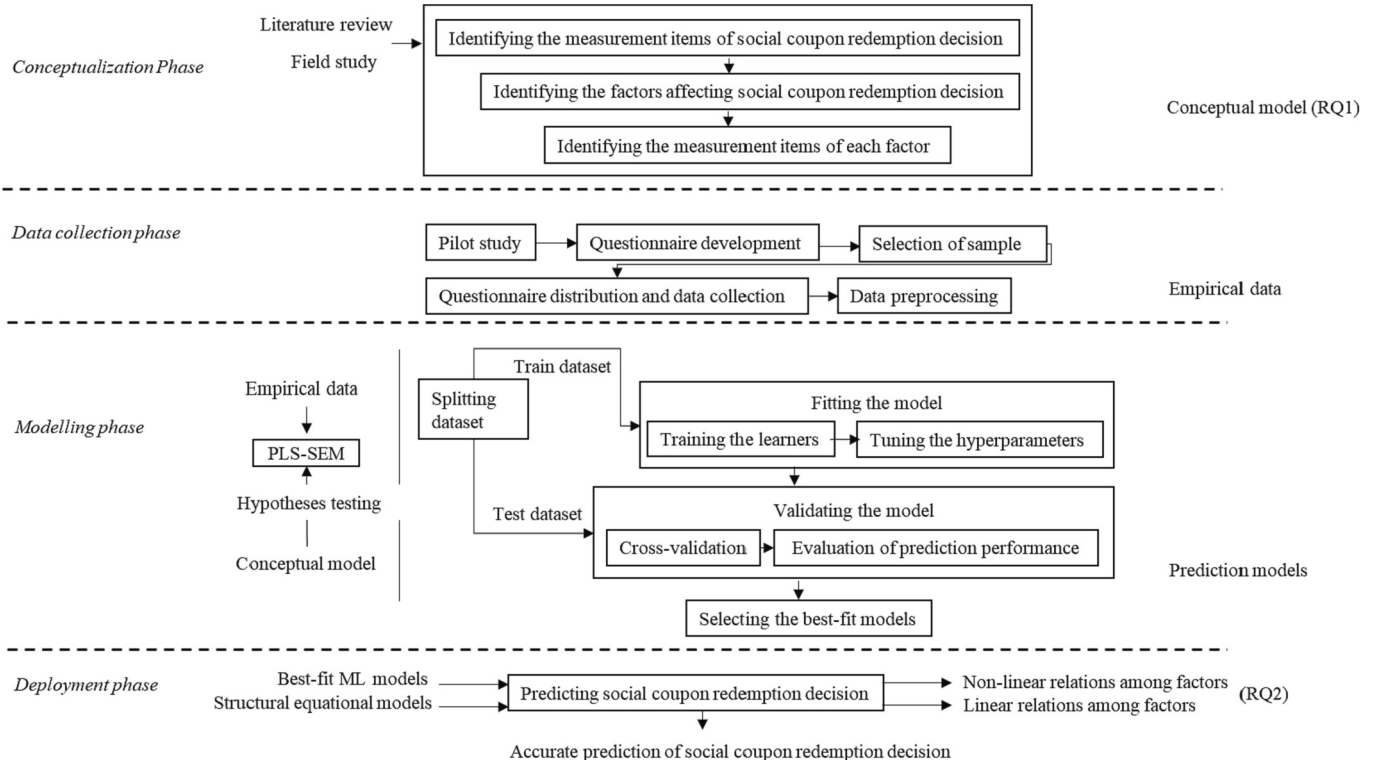 Literature review
Field study
Conceptualization Phase
Identifying the measurement items of social coupon redemption decision
Identifying the factors affecting social coupon redemption decision
Identifying the measurement items of each factor
Conceptual model (RQ1)
Data collection phase
Pilot study
Questionnaire development
Selection of sample
Questionnaire distribution and data collection
Data preprocessing
Empirical data
Modelling phase
Empirical data
PLS-SEM
Hypotheses testing
Conceptual model
Splitting
dataset
Train dataset
Test dataset
Fitting the model
Training the learners
Tuning the hyperparameters
Validating the model
Cross-validation
Evaluation of prediction performance
Selecting the best-fit models
Prediction models
Deployment phase
Best-fit ML models
Structural equational models
Predicting social coupon redemption decision
Non-linear relations among factors
Linear relations among factors
(RQ2)
Accurate prediction of social coupon redemption decision